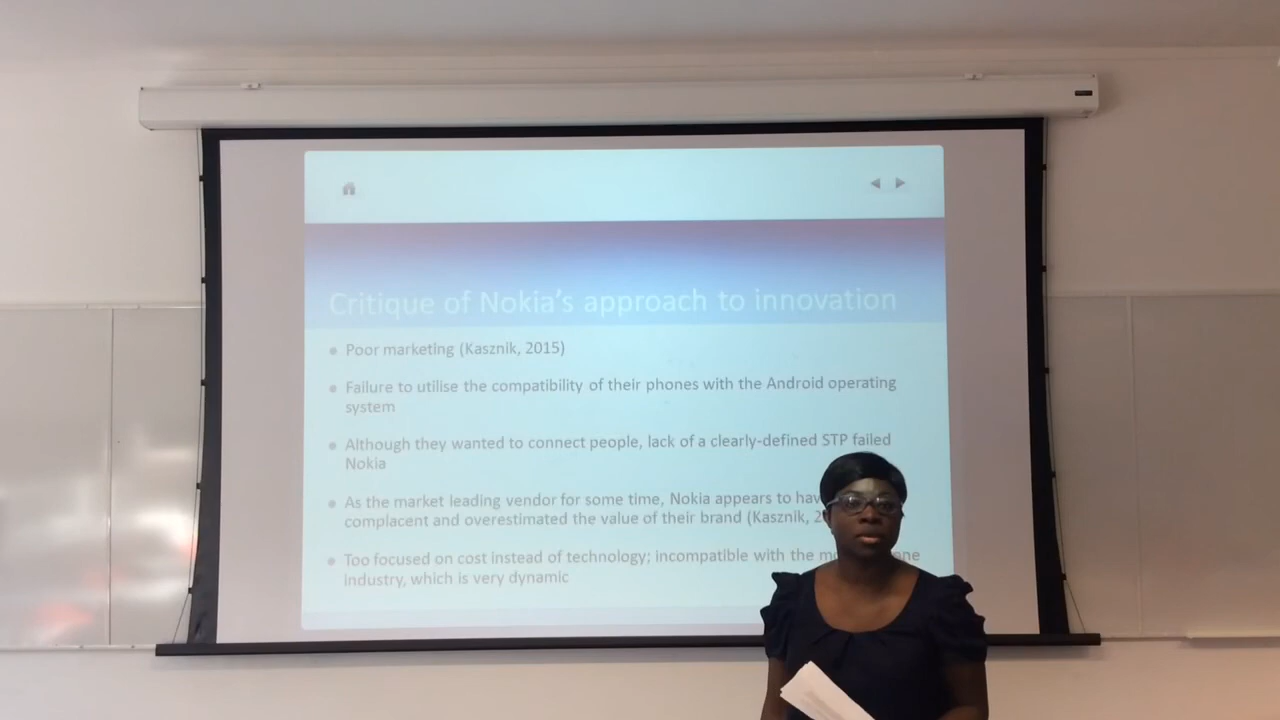 Critique of Nokia's approach to innovation
Poor marketing (Kasznik, 2015)
Failure to utilise the compatibility of their phones with the Android operating
system
Although they wanted to connect people, lack of a clearly-defined STP failed
Nokia
As the market leading vendor for some time, Nokia appears to
complacent and overestimated the value of their brand (Kasznik,
Too focused on cost instead of technology; incompatible with the
industry, which is very dynamic